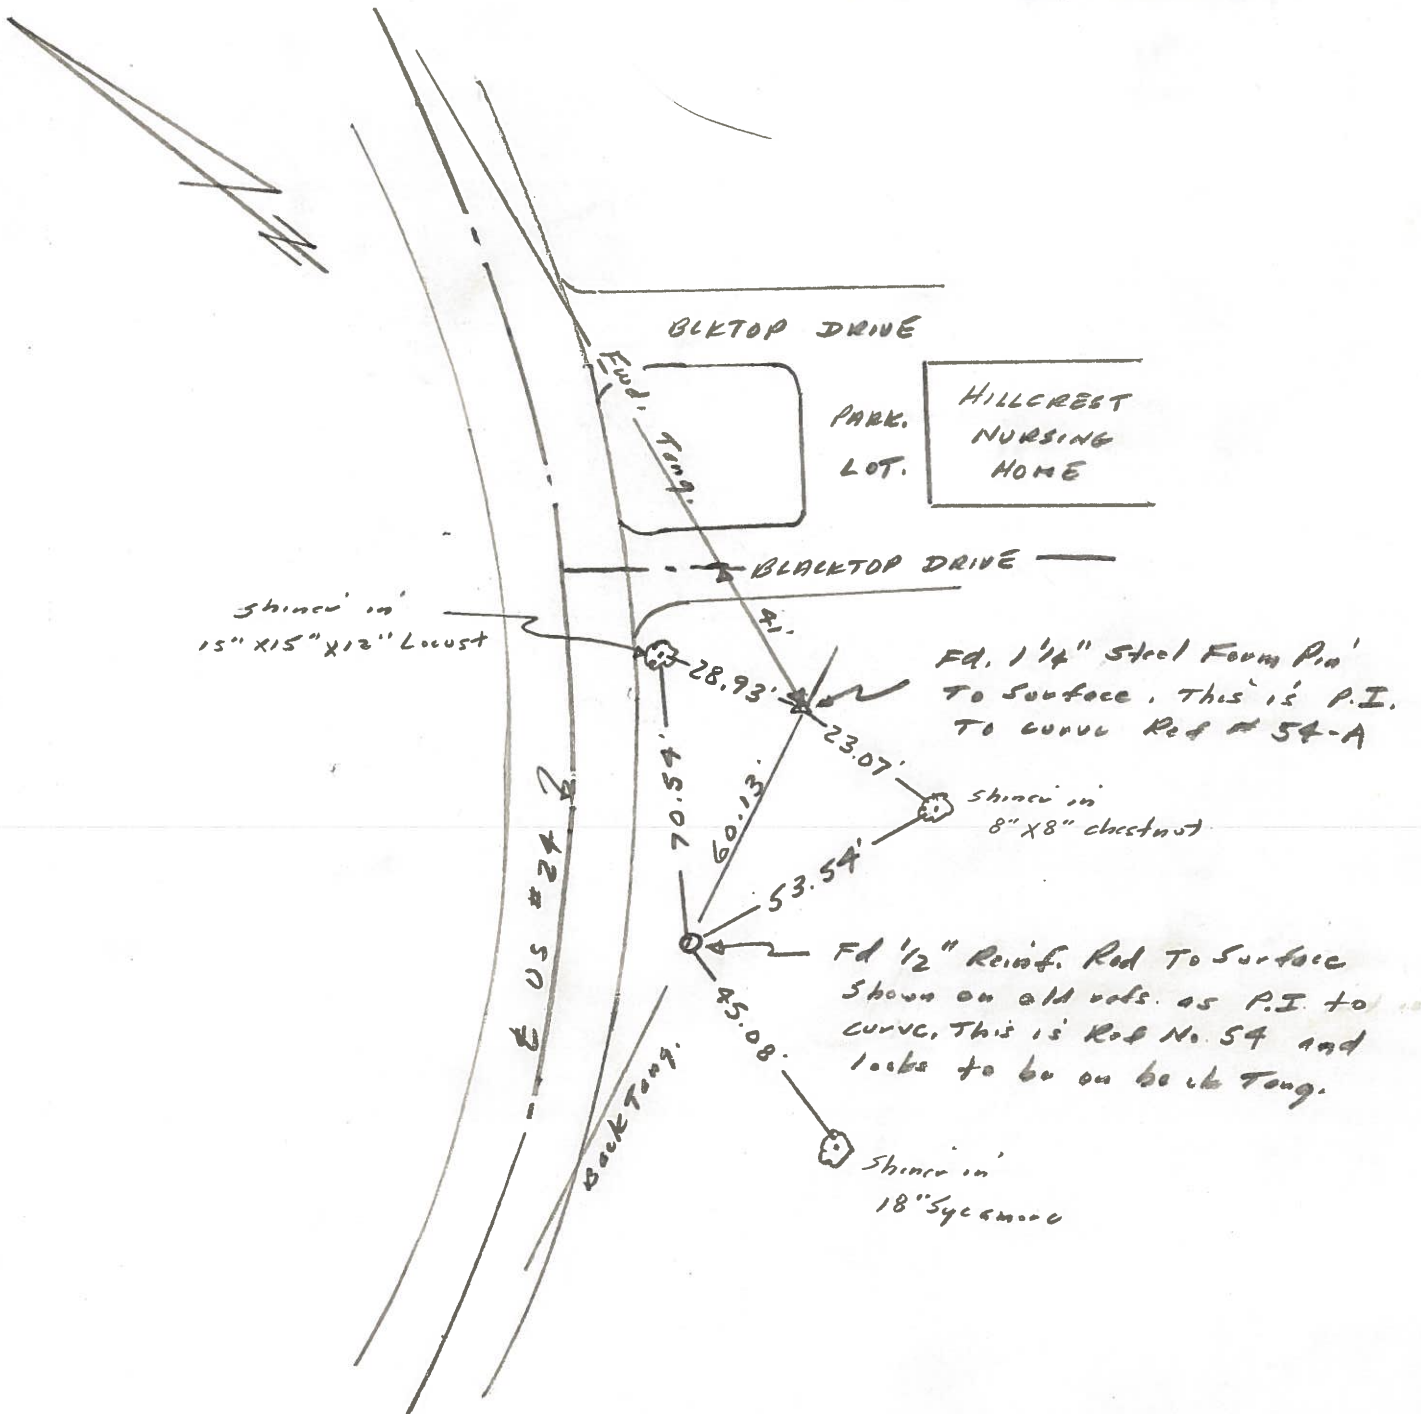 BLKTOP DRIVE
Fwd. Tang.
PARK.
LOT.
HILLCREST
NURSING
HOME
BLACKTOP DRIVE
41'
shiner in
15" X15" X12" Locust
28.93'
Fd. 1 1/4" Steel Form Pin
To Surface. This is P.I.
To curve Ref # 54-A
23.07'
70.54'
60.13'
shiner in
8" X8" chestnut
53.54'
℄ US #24
Fd 1/2" Reinf. Rod To Surface
Shown on old refs. as P.I. to
curve. This is Ref No. 54 and
looks to be on back Tang.
45.08'
Back Tang.
Shiner in
18" Sycamore